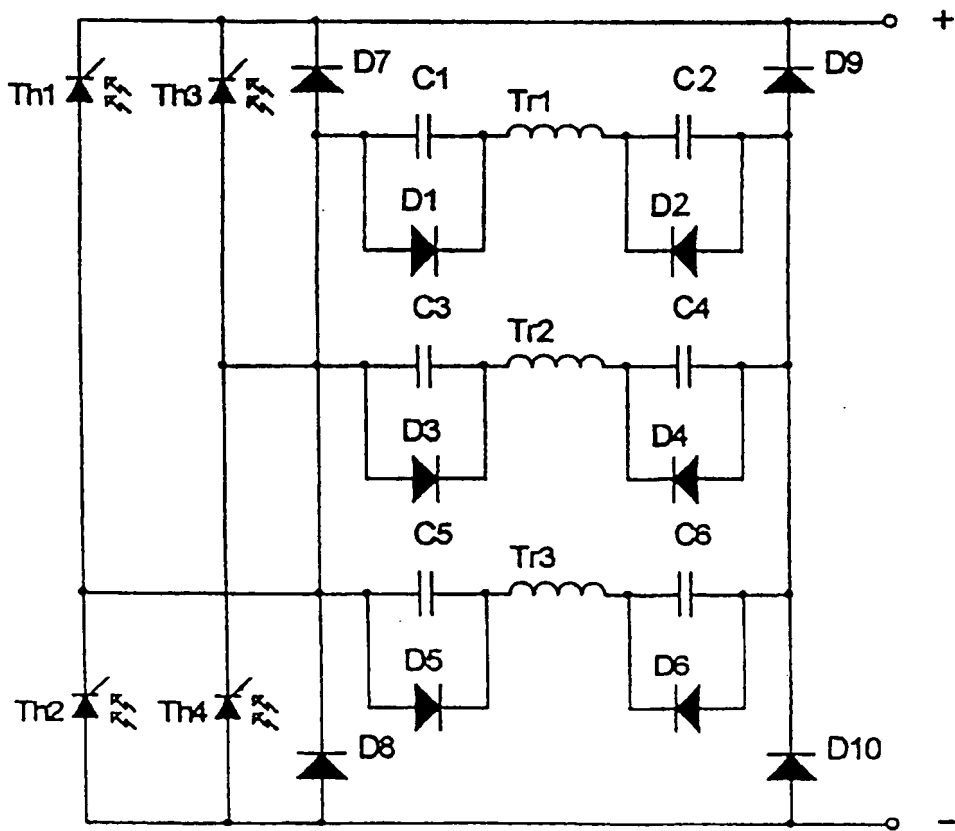 +
D7
D9
Th1
Th3
C1
C2
Tr1
D1
D2
C3
C4
Tr2
D3
D4
C5
C6
Tr3
D5
D6
Th2
Th4
D8
D10
-